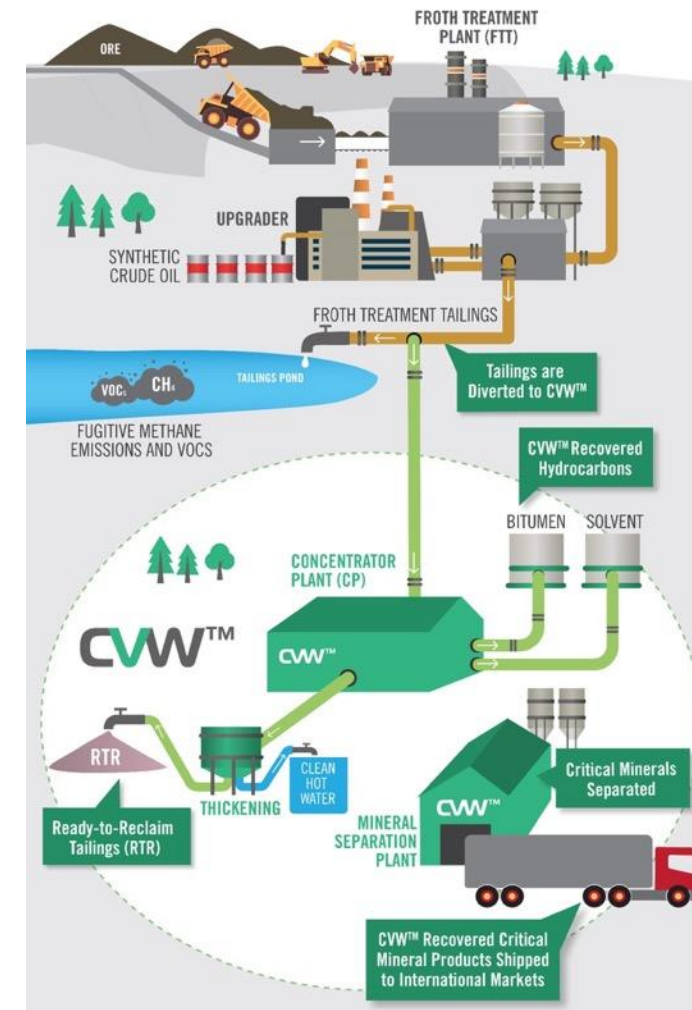 FROTH TREATMENT
PLANT (FTT)
ORE
UPGRADER
SYNTHETIC
CRUDE OIL
FROTH TREATMENT TAILINGS
TAILINGS POND
VOCs CH4
FUGITIVE METHANE
EMISSIONS AND VOCS
Tailings are
Diverted to CVW™
CVW™ Recovered
Hydrocarbons
BITUMEN SOLVENT
CONCENTRATOR
PLANT (CP)
CVW™
CVW™
RTR
THICKENING
CLEAN
HOT
WATER
Ready-to-Reclaim
Tailings (RTR)
Critical Minerals
Separated
CVW™
MINERAL
SEPARATION
PLANT
CVW™ Recovered Critical
Mineral Products Shipped
to International Markets